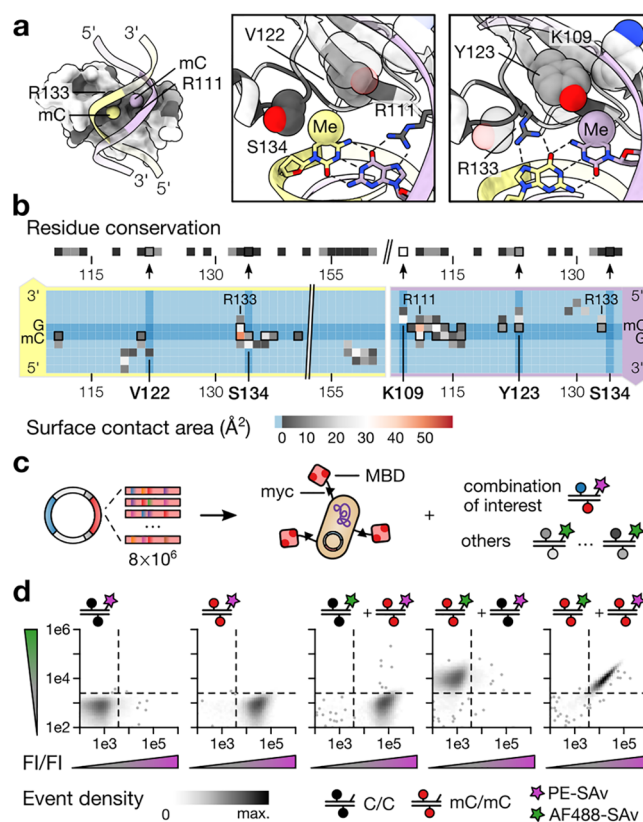 a
5' 3'
mC
R133
R111
mC
3' 5'
V122
R111
Me
S134
K109
Y123
Me
R133
b
Residue conservation
115 130 155 115 130
3' R133 R111 R133 3'
G mC
mC G
5' 5'
115 130 155 115 130
V122 S134 K109 Y123 S134
Surface contact area (Å²)
0 10 20 30 40 50
c
MBD
myc
8×10⁶
+
combination
of interest
others
...
...
d
+ + +
1e6
1e4
1e2
1e3 1e5 1e3 1e5 1e3 1e5 1e3 1e5 1e3 1e5
FI/FI
Event density
0 max.
C/C mC/mC
PE-SAv
AF488-SAv